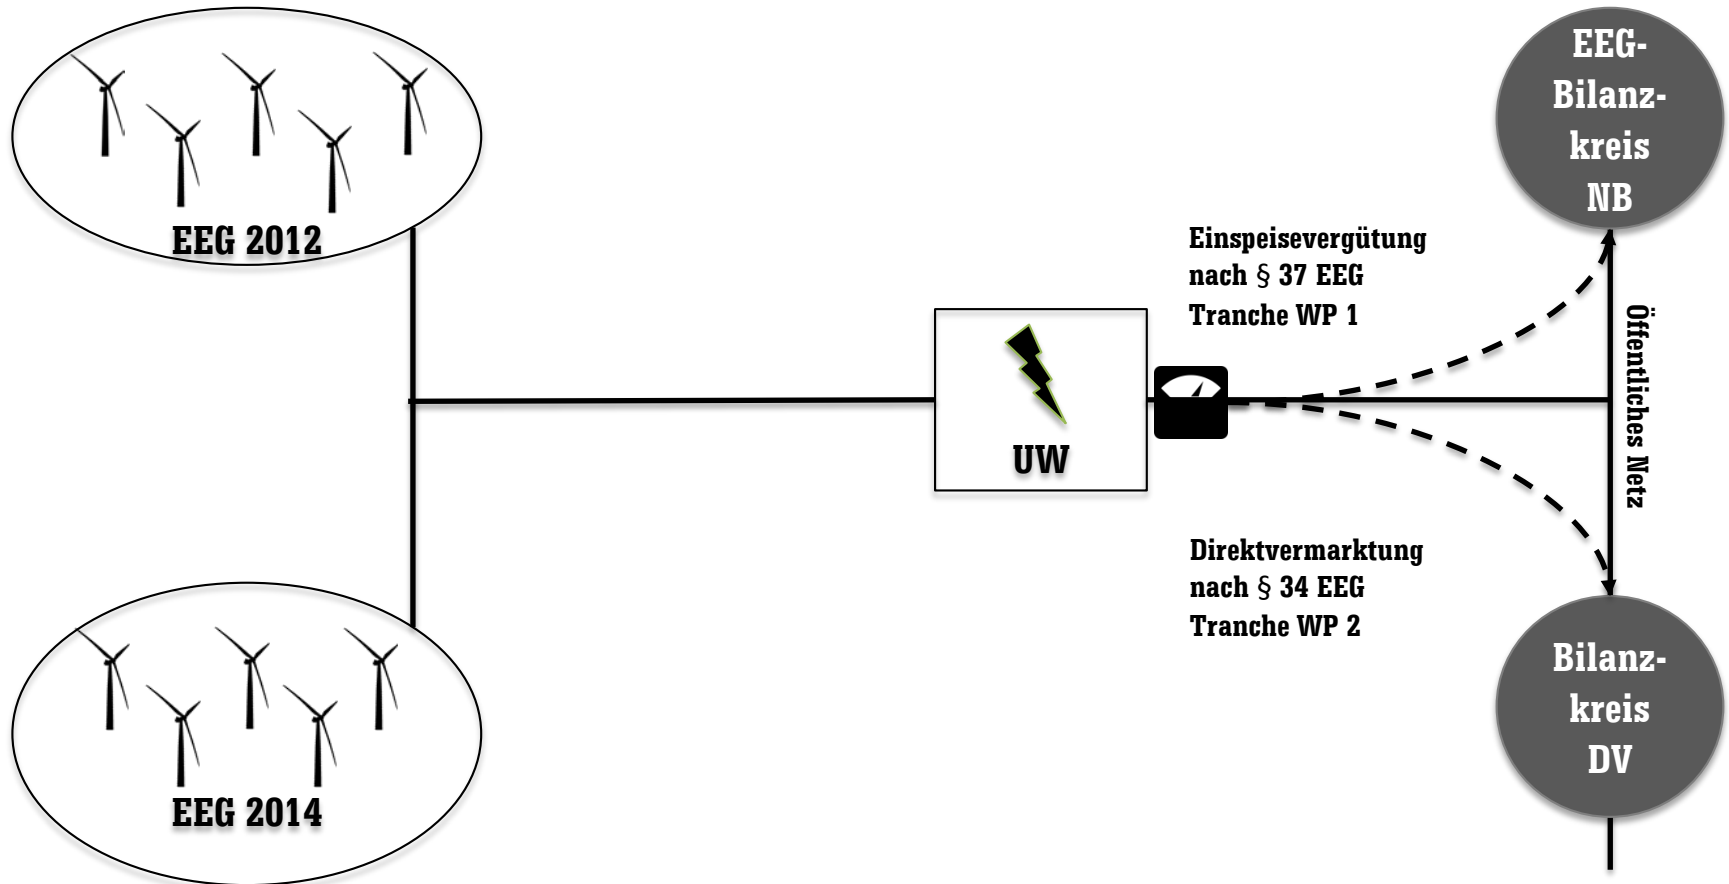 EEG 2012
EEG 2014
UW
Einspeisevergütung
nach § 37 EEG
Tranche WP 1
Direktvermarktung
nach § 34 EEG
Tranche WP 2
EEG-
Bilanz-
kreis
NB
Öffentliches Netz
Bilanz-
kreis
DV